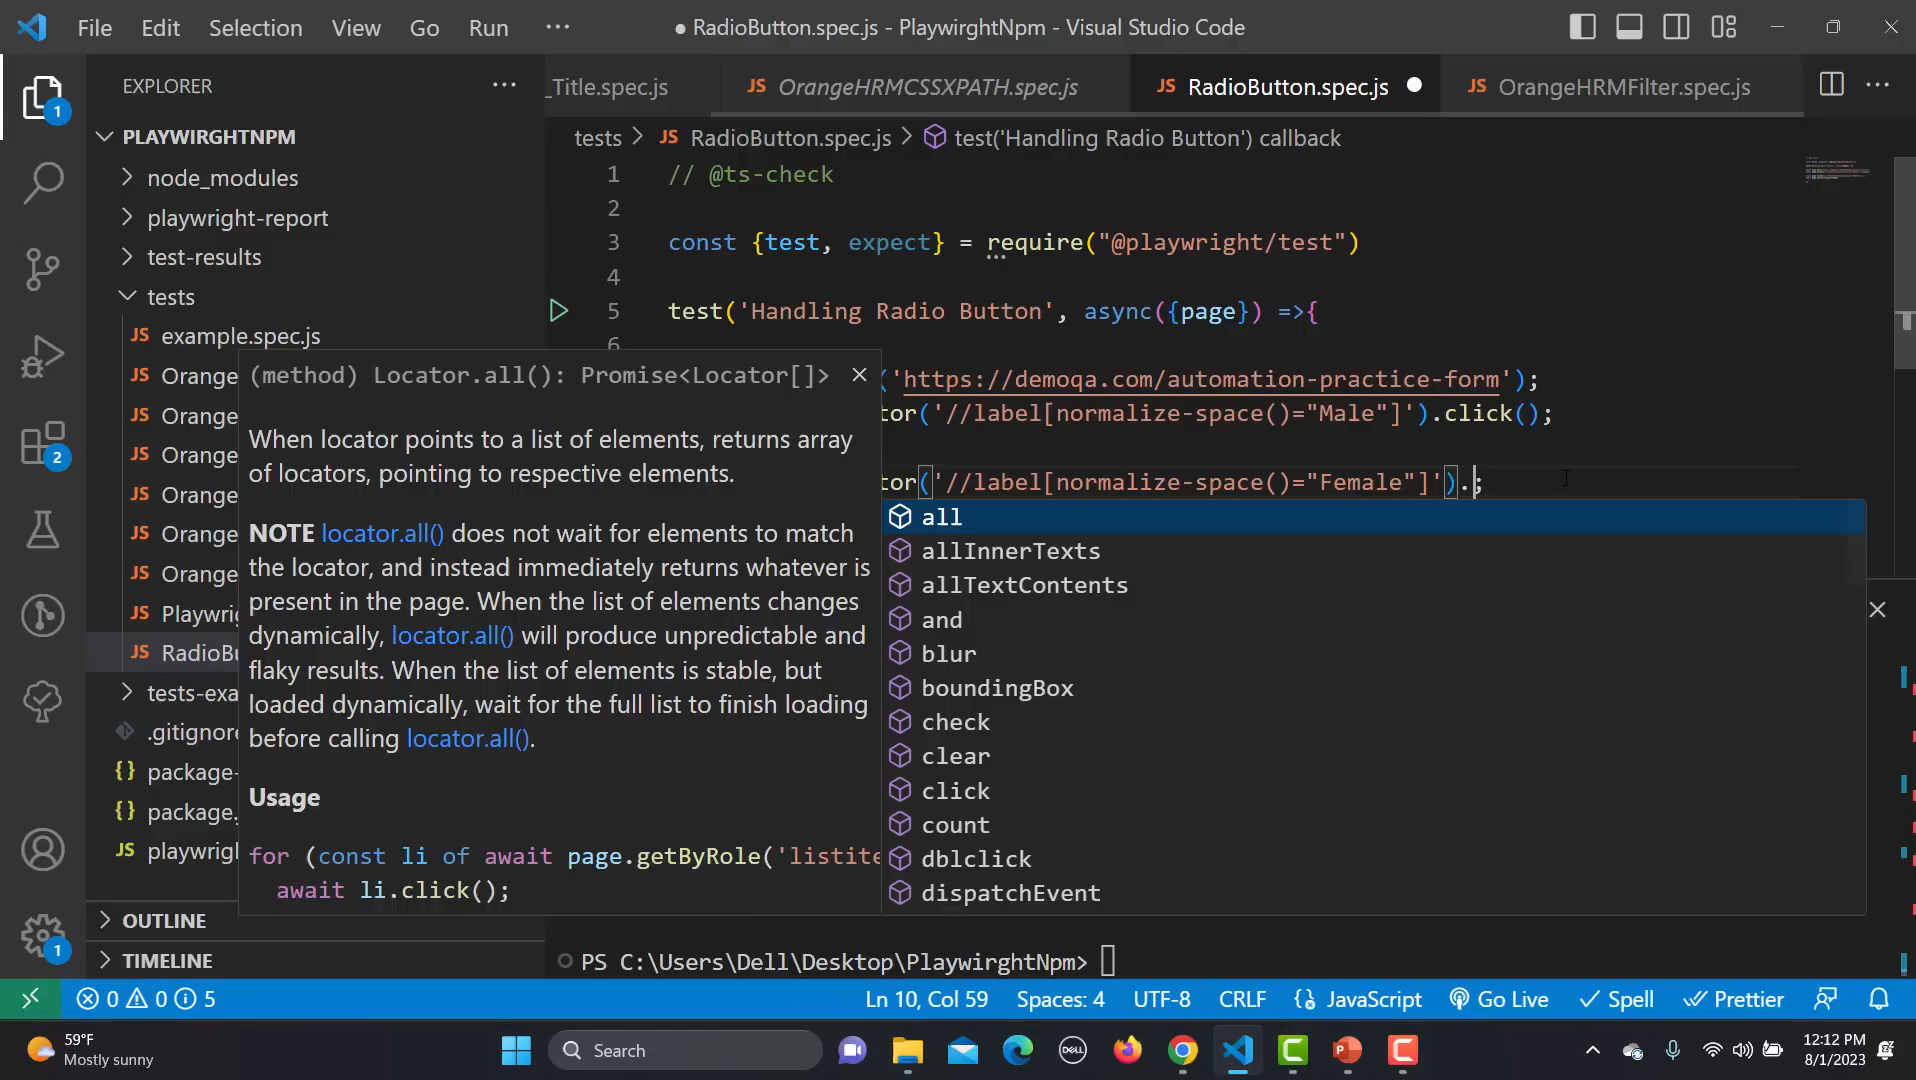 File Edit Selection View Go Run ···
● RadioButton.spec.js - PlaywirghtNpm - Visual Studio Code
EXPLORER ···
_Title.spec.js
JS OrangeHRMCSSXPATH.spec.js
JS RadioButton.spec.js ●
JS OrangeHRMFilter.spec.js
PLAYWIRGHTNPM
tests > JS RadioButton.spec.js > test('Handling Radio Button') callback
node_modules
playwright-report
test-results
tests
JS example.spec.js
JS Orange
JS Orange
JS Orange
JS Orange
JS Orange
JS Orange
JS Playwri
JS RadioBu
tests-exa
.gitignore
{} package-
{} package.
JS playwrigh
OUTLINE
TIMELINE
1 // @ts-check
2
3 const {test, expect} = require("@playwright/test")
4
5 test('Handling Radio Button', async({page}) =>{
6
('https://demoqa.com/automation-practice-form');
tor('//label[normalize-space()="Male"]').click();
tor('//label[normalize-space()="Female"]').;
(method) Locator.all(): Promise<Locator[]>
When locator points to a list of elements, returns array
of locators, pointing to respective elements.
NOTE locator.all() does not wait for elements to match
the locator, and instead immediately returns whatever is
present in the page. When the list of elements changes
dynamically, locator.all() will produce unpredictable and
flaky results. When the list of elements is stable, but
loaded dynamically, wait for the full list to finish loading
before calling locator.all().
Usage
for (const li of await page.getByRole('listite
await li.click();
all
allInnerTexts
allTextContents
and
blur
boundingBox
check
clear
click
count
dblclick
dispatchEvent
PS C:\Users\Dell\Desktop\PlaywirghtNpm>
1
2
1
0 0 5
Ln 10, Col 59 Spaces: 4 UTF-8 CRLF {} JavaScript Go Live Spell Prettier
59°F
Mostly sunny
Search
DELL
12:12 PM
8/1/2023